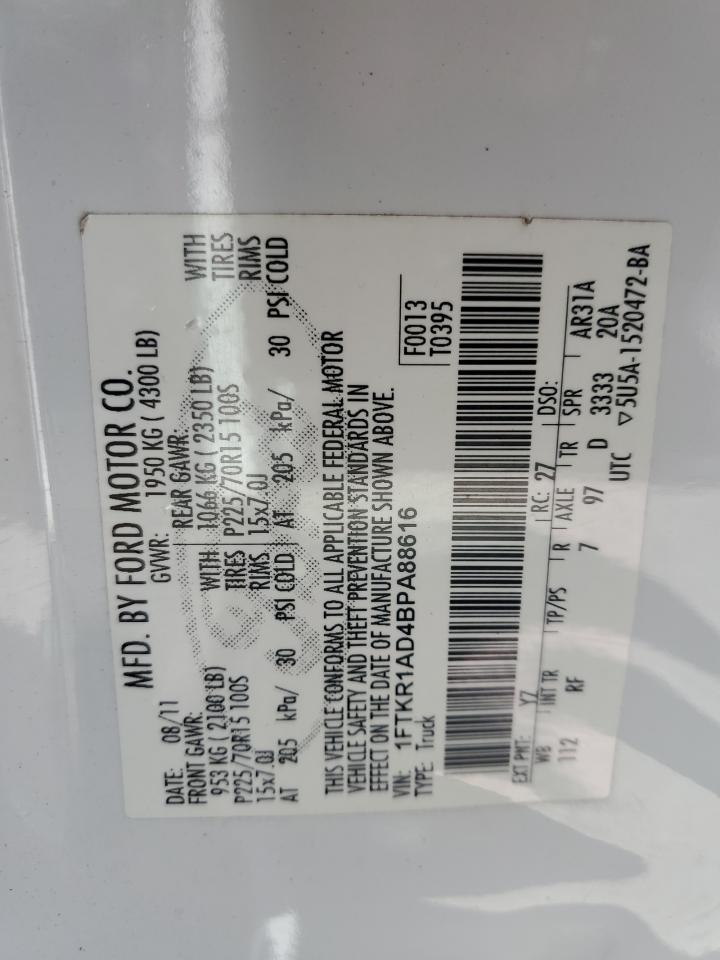 MFD. BY FORD MOTOR CO.
DATE: 08/11 GVWR: 1950 KG ( 4300 LB)
FRONT GAWR: REAR GAWR:
953 KG ( 2100 LB) WITH 1066 KG ( 2350 LB) WITH
P225/70R15 100S TIRES P225/70R15 100S TIRES
15x7.0J RIMS 15x7.0J RIMS
AT 205 kPa/ 30 PSI COLD AT 205 kPa/ 30 PSI COLD
THIS VEHICLE CONFORMS TO ALL APPLICABLE FEDERAL MOTOR
VEHICLE SAFETY AND THEFT PREVENTION STANDARDS IN
EFFECT ON THE DATE OF MANUFACTURE SHOWN ABOVE.
VIN: 1FTKR1AD4BPA88616 F0013
TYPE: Truck T0395
EXT PNT: YZ RC: 27 DSO:
WB INT TR TP/PS R AXLE TR SPR AR31A
112 RF 7 97 D 3333 20A
UTC ▽5U5A-1520472-BA